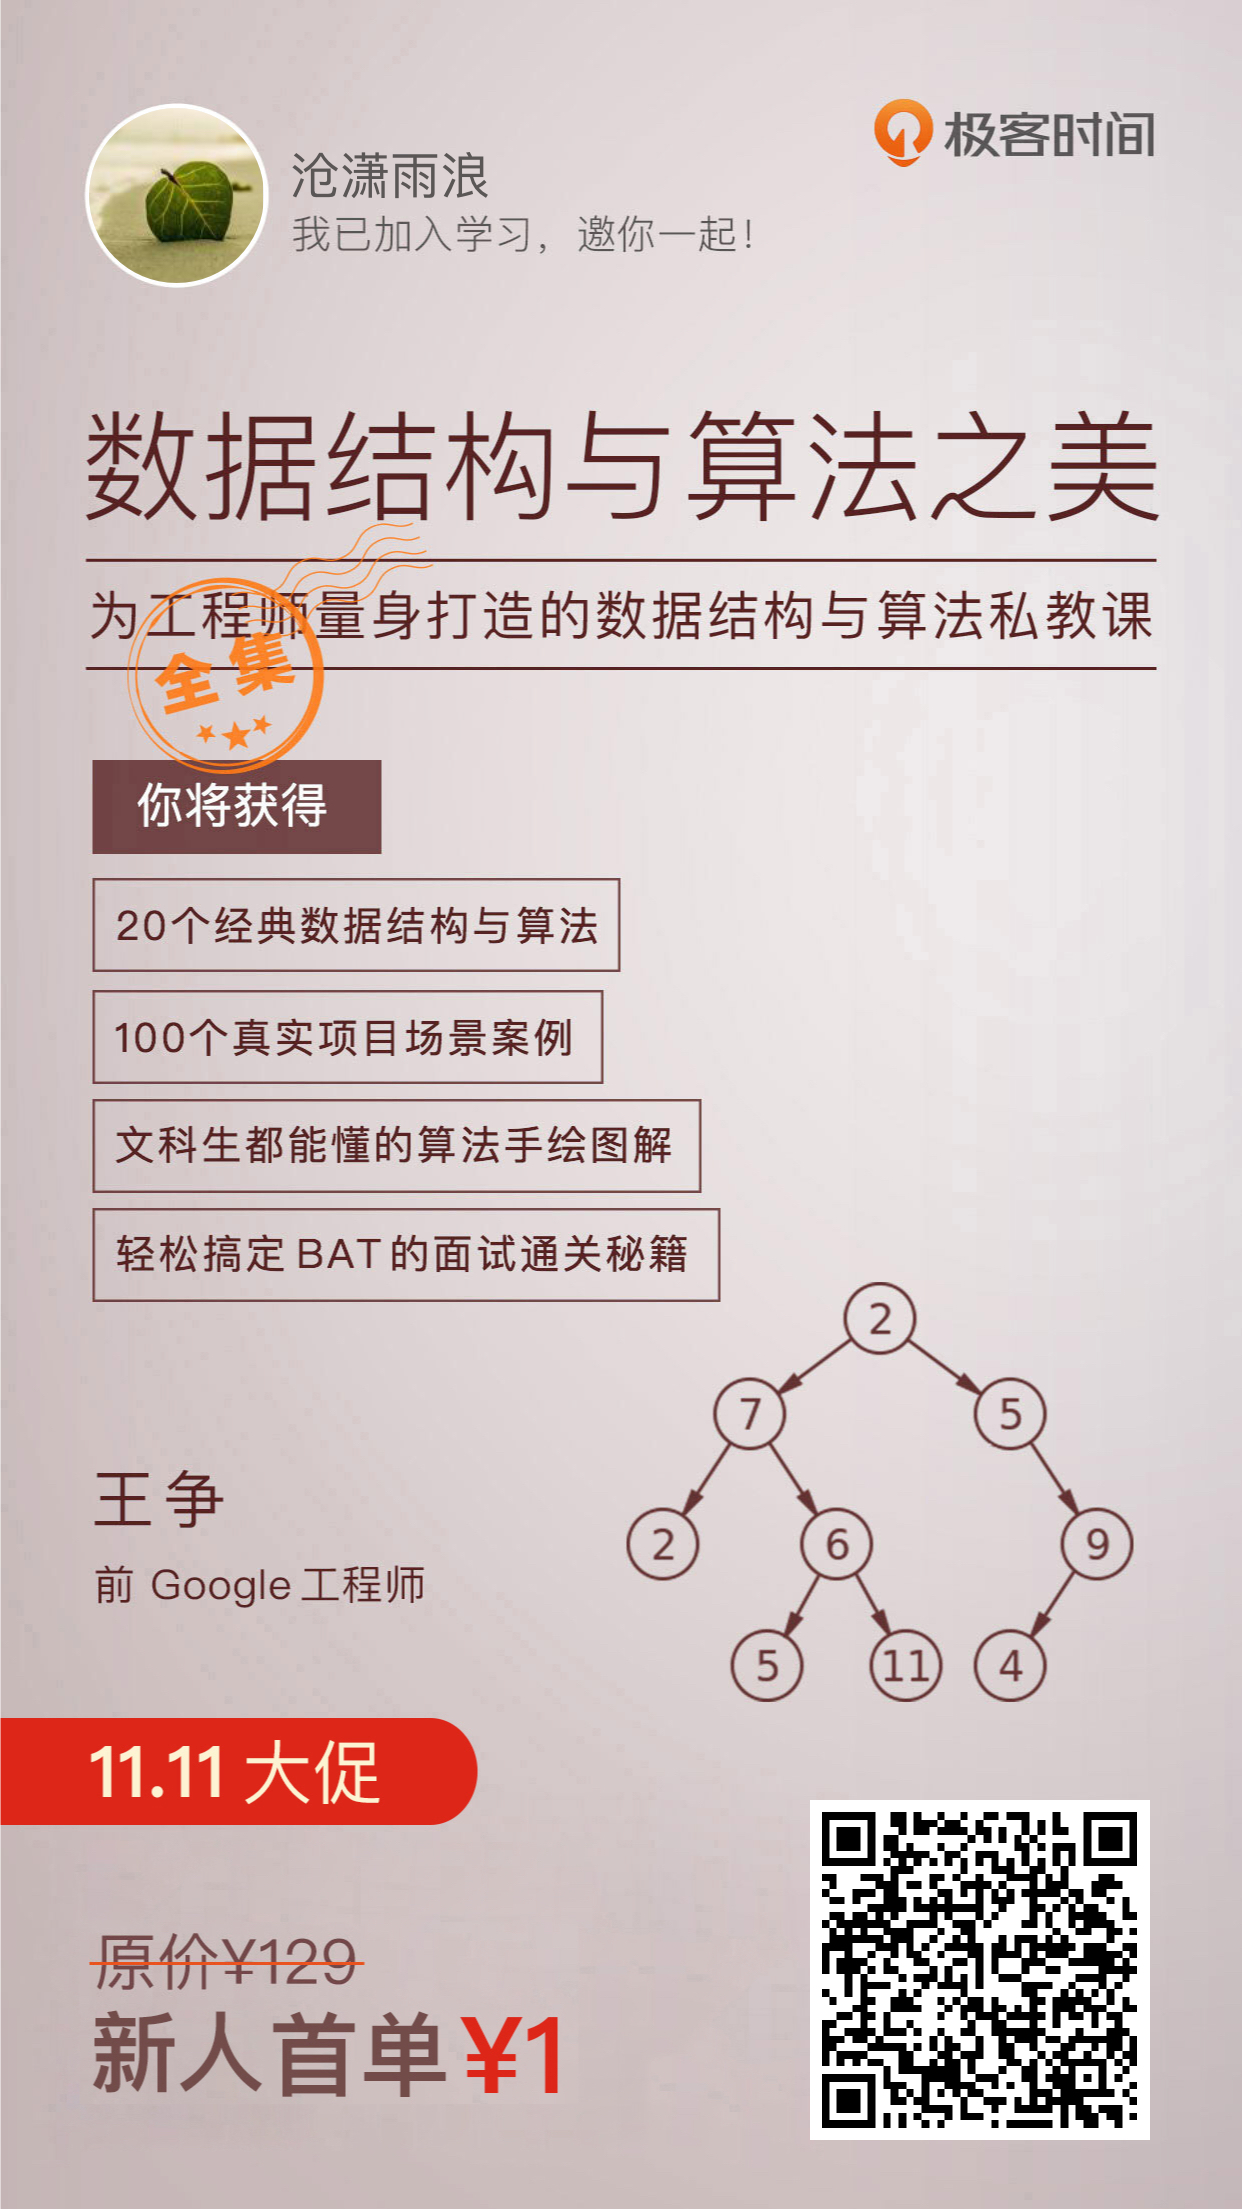 沧潇雨浪
我已加入学习，邀你一起！
极客时间
数据结构与算法之美
为工程师量身打造的数据结构与算法私教课
全集
你将获得
20个经典数据结构与算法
100个真实项目场景案例
文科生都能懂的算法手绘图解
轻松搞定 BAT 的面试通关秘籍
2
7 5
2 6 9
5 11 4
王争
前 Google 工程师
11.11 大促
原价¥129
新人首单¥1